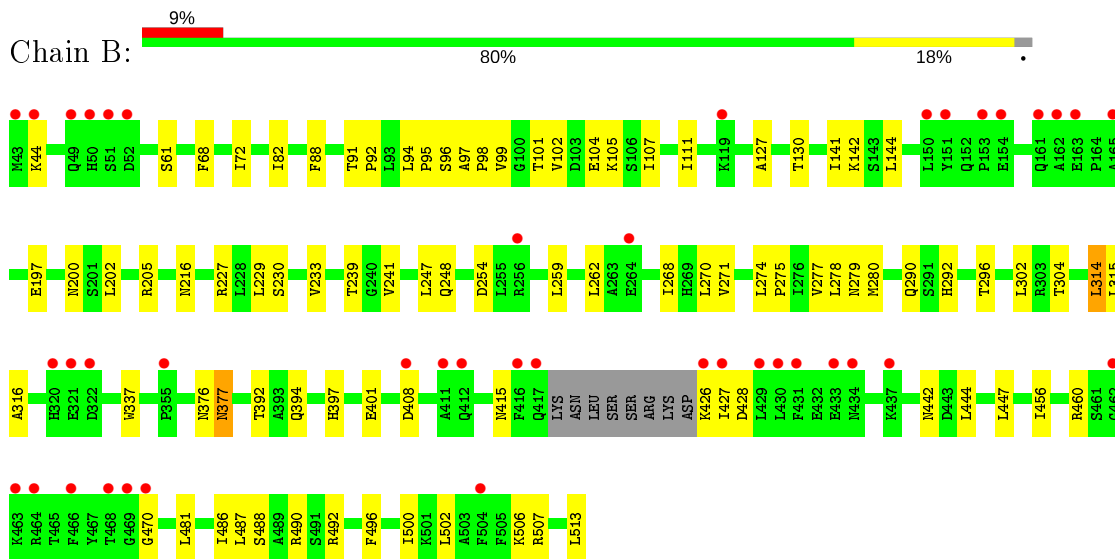 9%
Chain B:
80% 18% •
M43 K44 Q49 H50 S51 D52 S61 F68 I72 I82 F88 T91 P92 L93 L94 P95 S96 A97 P98 V99 G100 T101 V102 D103 E104 K105 S106 I107 I111 K119 A127 T130 I141 K142 S143 L144 L150 Y151 Q152 P153 E154 Q161 A162 E163 P164 A165
E197 N200 S201 L202 R205 N216 R227 L228 L229 S230 V233 T239 G240 V241 L247 Q248 D254 L255 R256 L259 L262 A263 E264 I268 H269 L270 V271 L274 P275 I276 V277 L278 N279 M280 Q290 S291 H292 T296 L302 R303 T304 L314 L315
A316 H320 E321 D322 W337 P355 N376 N377 T392 A393 Q394 H397 E401 D408 A411 Q412 N415 F416 Q417 LYS ASN LEU SER SER ARG LYS ASP K426 I427 D428 L429 L430 F431 E432 E433 N434 K437 N442 D443 L444 L447 I456 R460 S461 G462
K463 R464 T465 F466 Y467 T468 G469 G470 L481 I486 L487 S488 A489 R490 S491 R492 F496 I500 K501 L502 A503 F504 F505 K506 R507 L513